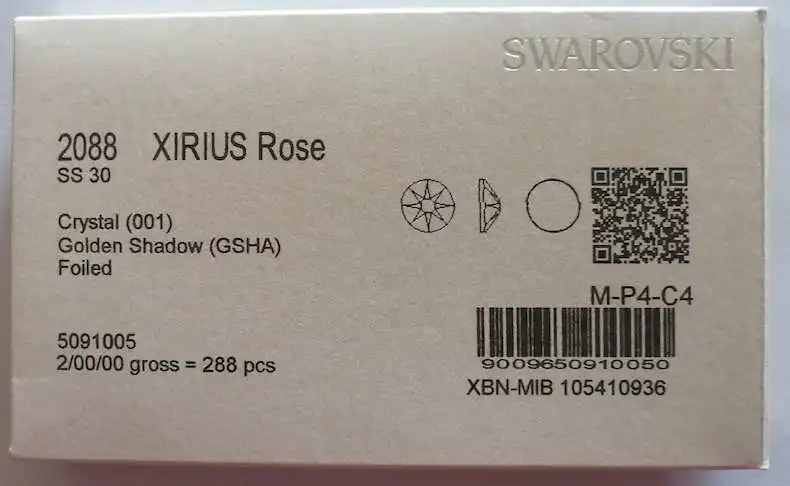 SWAROVSKI
2088 XIRIUS Rose
SS 30
Crystal (001)
Golden Shadow (GSHA)
Foiled
M-P4-C4
5091005
2/00/00 gross = 288 pcs
9009650910050
XBN-MIB 105410936